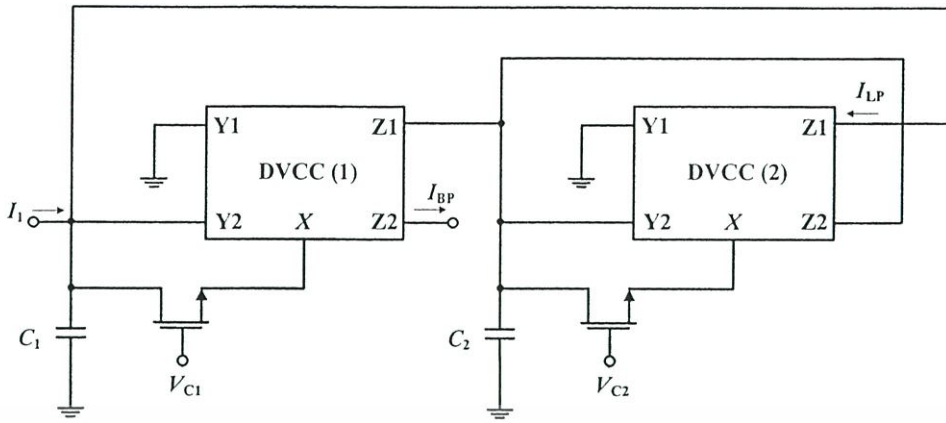 I_LP
Y1 Z1
DVCC (1)
Y2 X Z2
Y1 Z1
DVCC (2)
Y2 X Z2
I_1
I_BP
C_1
V_C1
C_2
V_C2